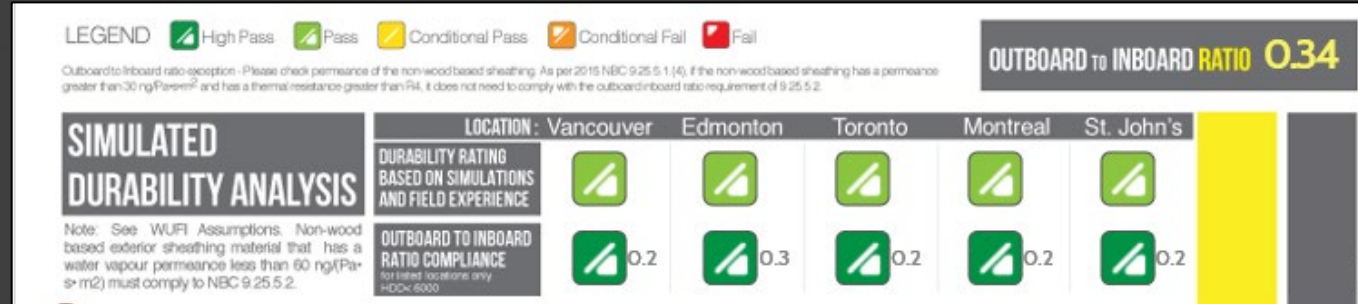 LEGEND High Pass Pass Conditional Pass Conditional Fail Fail
Outboard to Inboard ratio exception - Please check permeance of the non-wood based sheathing. As per 2015 NBC 9.25.5.1.(4), if the non-wood based sheathing has a permeance
greater than 30 ng/Pa•s•m² and has a thermal resistance greater than R4, it does not need to comply with the outboard inboard ratio requirement of 9.25.5.2.
OUTBOARD TO INBOARD RATIO 0.34
SIMULATED
DURABILITY ANALYSIS
Note: See WUFI Assumptions. Non-wood
based exterior sheathing material that has a
water vapour permeance less than 60 ng/(Pa•
s• m2) must comply to NBC 9.25.5.2.
LOCATION: Vancouver Edmonton Toronto Montreal St. John's
DURABILITY RATING
BASED ON SIMULATIONS
AND FIELD EXPERIENCE
OUTBOARD TO INBOARD
RATIO COMPLIANCE
for listed locations only
HDD< 6000
0.2 0.3 0.2 0.2 0.2